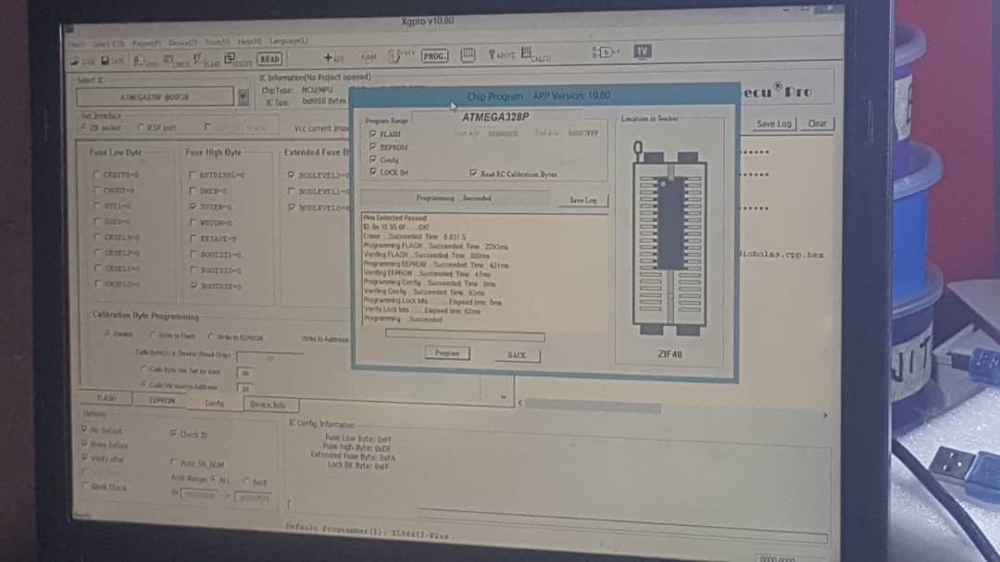 Xgpro v10.80
File(F) Select IC(S) Project(P) Device(D) Tools(V) Help(H) Language(L)
READ
PROG.
ABOUT
CALCU
TV
Select IC
ATMEGA328P @DIP28
IC Information(No Project opened)
ChipType: MCU/MPU
IC Size: 0x8000 Bytes
Set Interface
ZIF socket
ICSP port
Vcc current Imax
ecu® Pro
Save Log Clear
Fuse Low Byte Fuse High Byte Extended Fuse B
CKDIV8=0 RSTDISBL=0 BODLEVEL2=0
CKOUT=0 DWEN=0 BODLEVEL1=0
SUT1=0 SPIEN=0 BODLEVEL0=0
SUT0=0 WDTON=0
CKSEL3=0 EESAVE=0
CKSEL2=0 BOOTSZ1=0
CKSEL1=0 BOOTSZ0=0
CKSEL0=0 BOOTRST=0
Calibration Byte Programming
Disable Write to Flash Write to EEPROM Write to Address
Calib Byte(s) in Device (Read Only)
Calib Byte Val. Set by User 00
Calib Val source Address
FLASH EEPROM Config Device.Info
Options
Pin Detect Check ID
Erase before
Verify after Auto SN_NUM
Addr Range: ALL Sect
Blank Check
IC Config Information
Fuse Low Byte: 0xFF
Fuse high Byte: 0xDE
Extended Fuse Byte: 0xFA
Lock Bit Byte: 0xFF
Ready
Default Programmer(1): TL866II-Plus
0000 0000
Nicholas.cpp.hex
Chip Program APP Version: 10.80
Program Range
ATMEGA328P
FLASH Start Adr: 00000000 End Adr: 00007FFF
EEPROM
Config
LOCK Bit Read RC Calibration Bytes
Programming ..Succeeded Save Log
Pins Detected Passed!
ID 0x 1E 95 0F ... OK!
Erase ..Succeeded. Time : 0.031 S
Programming FLASH ..Succeeded. Time : 2293ms
Verifing FLASH ..Succeeded. Time :
Programming EEPROM ..Succeeded. Time : 421ms
Verifing EEPROM ..Succeeded. Time : 47ms
Programming Config ..Succeeded. Time :
Verifing Config ..Succeeded. Time :
Programming Lock bits ...... Elapsed time: 0ms
Verify Lock bits ...... Elapsed time: 62ms
Programming ..Succeeded
Program BACK
Location in Socket
ZIF40